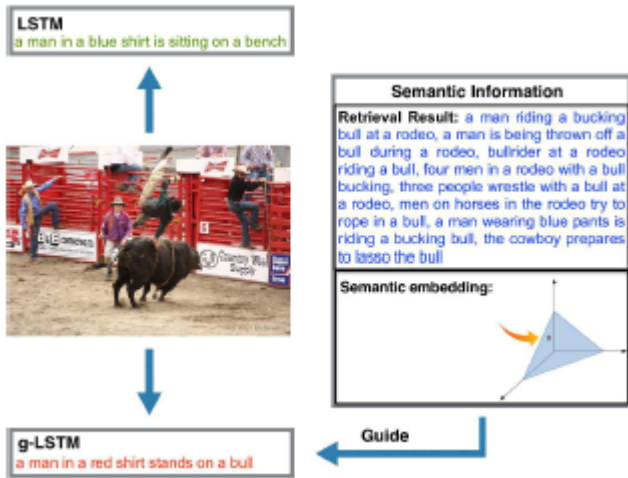 LSTM
a man in a blue shirt is sitting on a bench
Semantic Information
Retrieval Result: a man riding a bucking
bull at a rodeo, a man is being thrown off a
bull during a rodeo, bullrider at a rodeo
riding a bull, four men in a rodeo with a bull
bucking, three people wrestle with a bull at
a rodeo, men on horses in the rodeo try to
rope in a bull, a man wearing blue pants is
riding a bucking bull, the cowboy prepares
to lasso the bull
Semantic embedding:
Country West
Supply
Guide
g-LSTM
a man in a red shirt stands on a bull